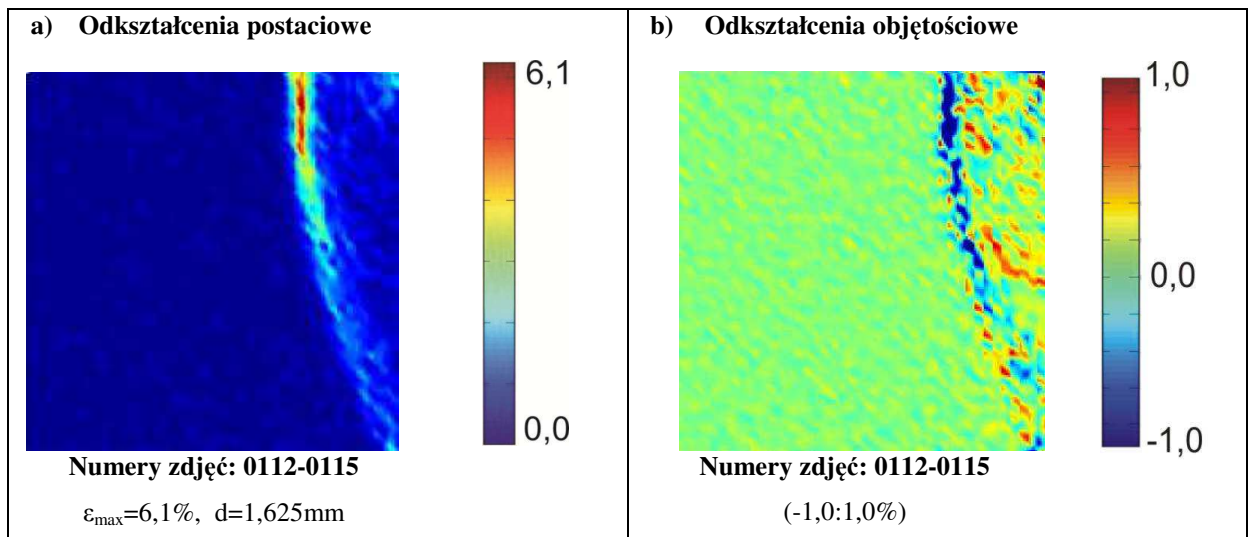 a) Odkształcenia postaciowe
6,1
0,0
Numery zdjęć: 0112-0115
εmax=6,1%, d=1,625mm
b) Odkształcenia objętościowe
1,0
0,0
-1,0
Numery zdjęć: 0112-0115
(-1,0:1,0%)